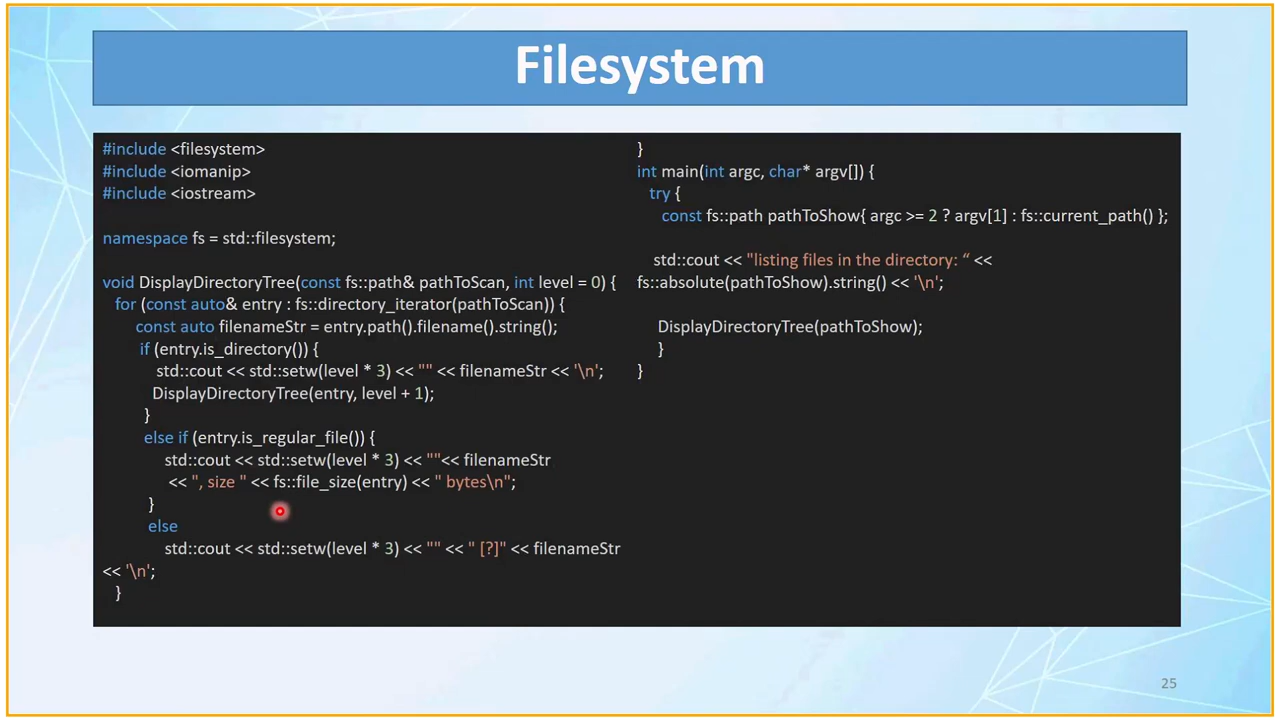 Filesystem
#include <filesystem>
#include <iomanip>
#include <iostream>
namespace fs = std::filesystem;
void DisplayDirectoryTree(const fs::path& pathToScan, int level = 0) {
for (const auto& entry : fs::directory_iterator(pathToScan)) {
const auto filenameStr = entry.path().filename().string();
if (entry.is_directory()) {
std::cout << std::setw(level * 3) << "" << filenameStr << '\n';
DisplayDirectoryTree(entry, level + 1);
}
else if (entry.is_regular_file()) {
std::cout << std::setw(level * 3) << ""<< filenameStr
<< ", size " << fs::file_size(entry) << " bytes\n";
}
else
std::cout << std::setw(level * 3) << "" << " [?]" << filenameStr
<< '\n';
}
}
int main(int argc, char* argv[]) {
try {
const fs::path pathToShow{ argc >= 2 ? argv[1] : fs::current_path() };
std::cout << "listing files in the directory: “ <<
fs::absolute(pathToShow).string() << '\n';
DisplayDirectoryTree(pathToShow);
}
}
25